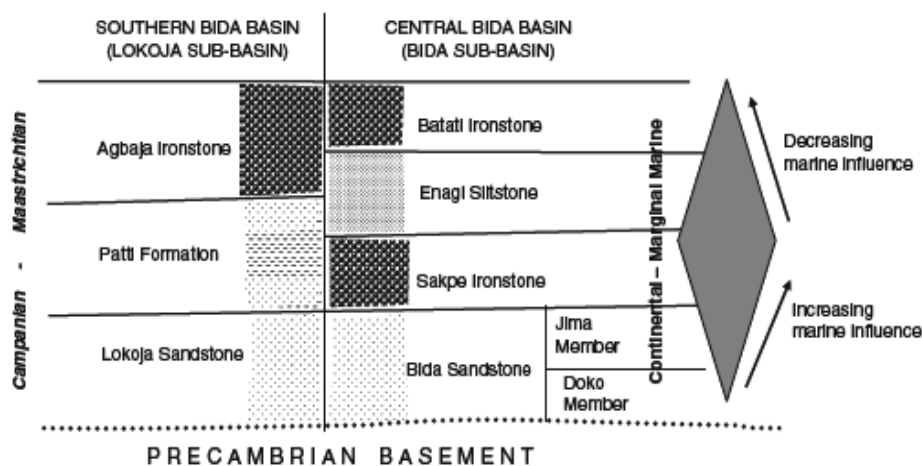 SOUTHERN BIDA BASIN
(LOKOJA SUB-BASIN)
CENTRAL BIDA BASIN
(BIDA SUB-BASIN)
Campanian - Maastrichtian
Agbaja Ironstone
Batati Ironstone
Enagi Siltstone
Patti Formation
Sakpe Ironstone
Lokoja Sandstone
Bida Sandstone
Jima
Member
Doko
Member
Continental – Marginal Marine
Decreasing
marine influence
Increasing
marine influence
PRECAMBRIAN BASEMENT